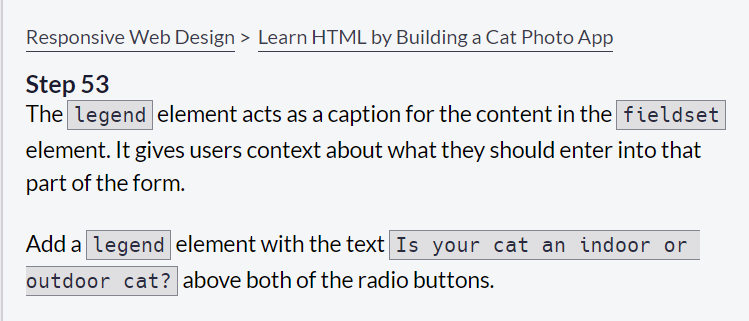 Responsive Web Design > Learn HTML by Building a Cat Photo App
Step 53
The legend element acts as a caption for the content in the fieldset
element. It gives users context about what they should enter into that
part of the form.
Add a legend element with the text Is your cat an indoor or
outdoor cat? above both of the radio buttons.